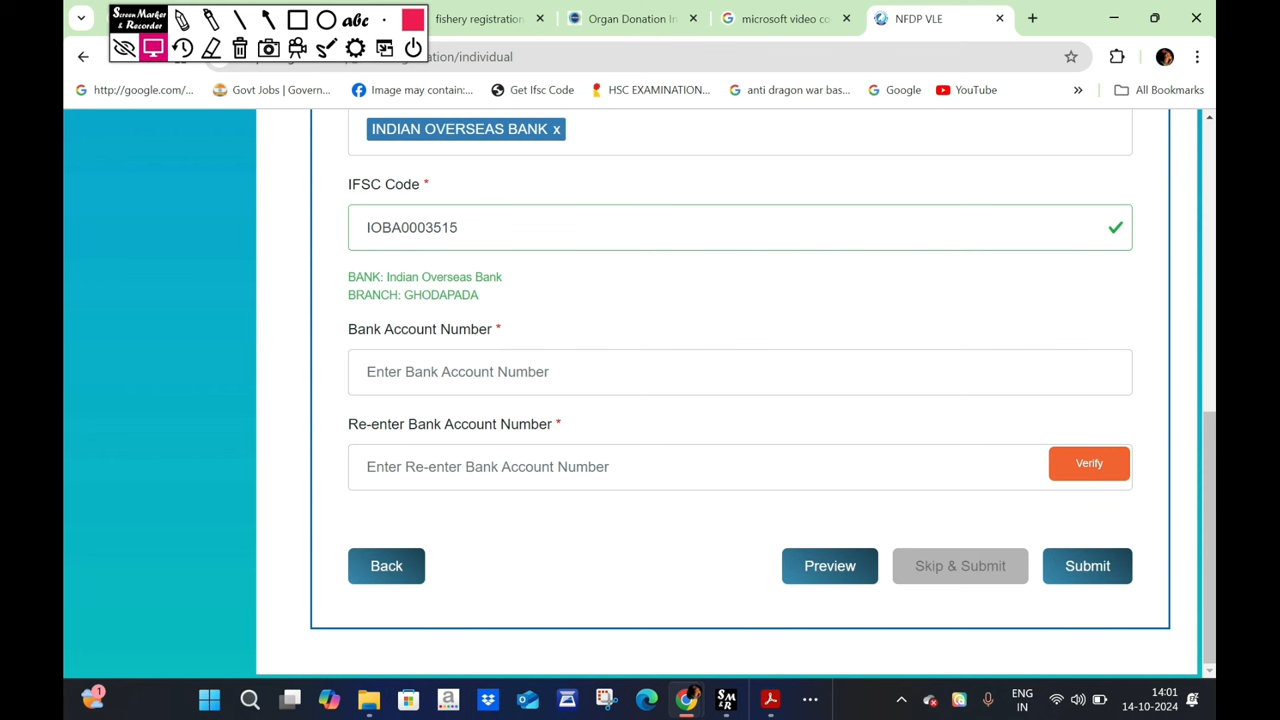 SCREEN MARKER & RECORDER
abc
fishery registration
Organ Donation In
microsoft video co
NFDP VLE
ation/individual
http://google.com/...
Govt Jobs | Govern...
Image may contain:...
Get Ifsc Code
HSC EXAMINATION...
anti dragon war bas...
Google
YouTube
All Bookmarks
INDIAN OVERSEAS BANK x
IFSC Code *
IOBA0003515
BANK: Indian Overseas Bank
BRANCH: GHODAPADA
Bank Account Number *
Enter Bank Account Number
Re-enter Bank Account Number *
Enter Re-enter Bank Account Number
Verify
Back
Preview
Skip & Submit
Submit
1
ENG
IN
14:01
14-10-2024